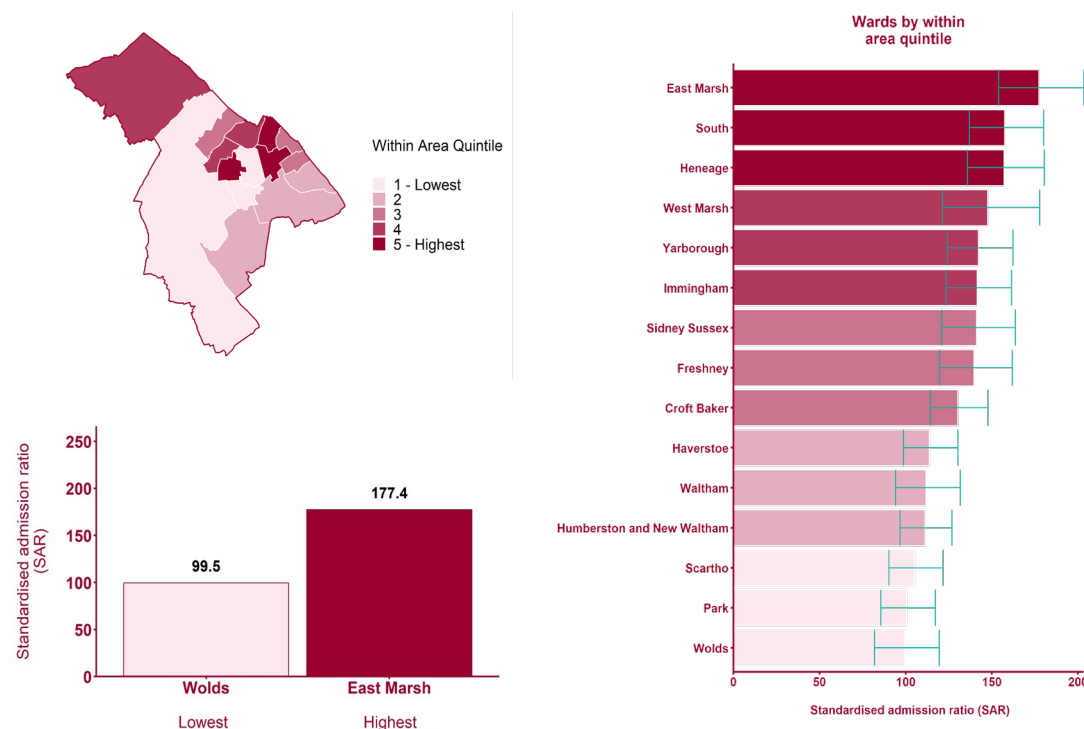 Within Area Quintile
1 - Lowest
2
3
4
5 - Highest
Standardised admission ratio
(SAR)
250
200
150
100
50
0
99.5
177.4
Wolds
East Marsh
Lowest
Highest
Wards by within
area quintile
East Marsh
South
Heneage
West Marsh
Yarborough
Immingham
Sidney Sussex
Freshney
Croft Baker
Haverstoe
Waltham
Humberston and New Waltham
Scartho
Park
Wolds
0
50
100
150
Standardised admission ratio (SAR)